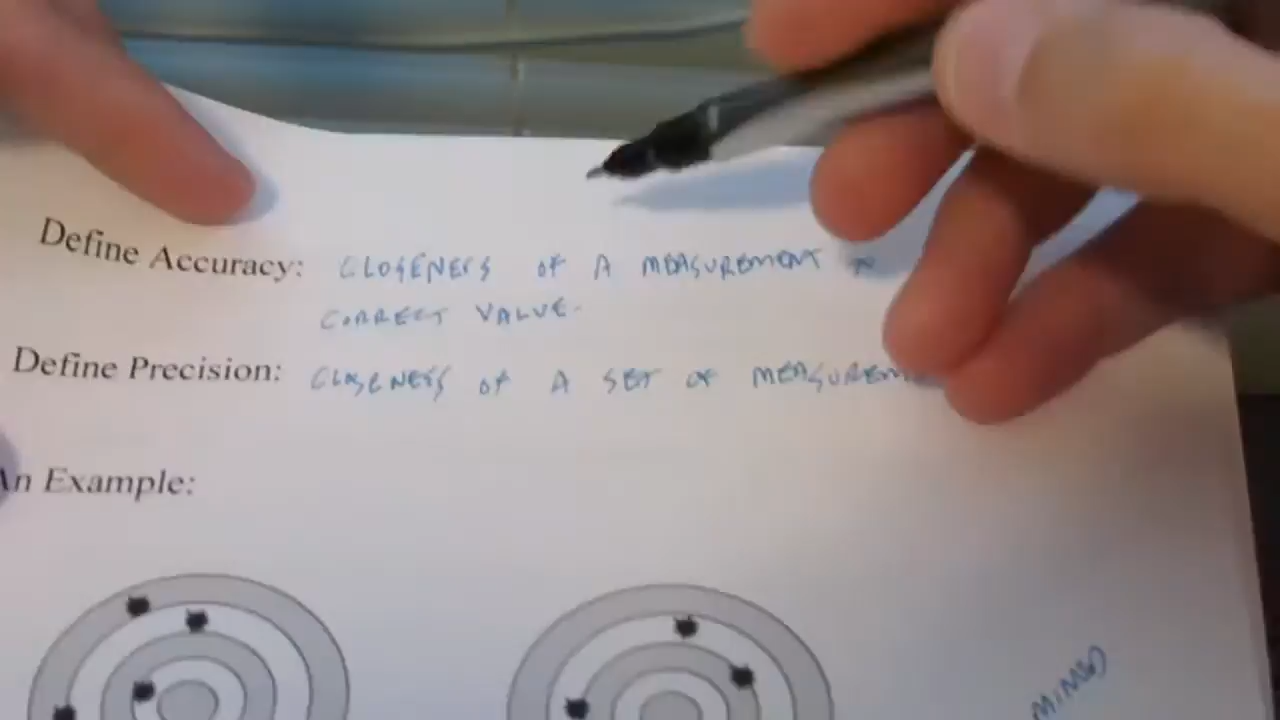 Define Accuracy: CLOSENESS OF A MEASUREMENT
CORRECT VALUE.
Define Precision: CLOSENESS OF A SET OF
An Example: